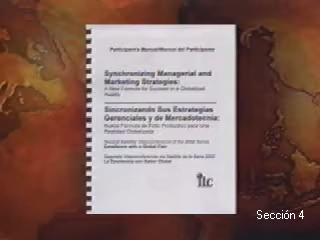 Participant's Manual/Manual del Participante
Synchronizing Managerial and
Marketing Strategies:
A New Formula for Success in a Globalized
Reality
Sincronizando Sus Estrategias
Gerenciales y de Mercadotecnia:
Nueva Fórmula de Éxito Productivo para Una
Realidad Globalizada
Second Satellite Videoconference of the 2002 Series
Excellence with a Global Flair
Segunda Videoconferencia vía Satélite de la Serie 2002
La Excelencia con Sabor Global
Sección 4